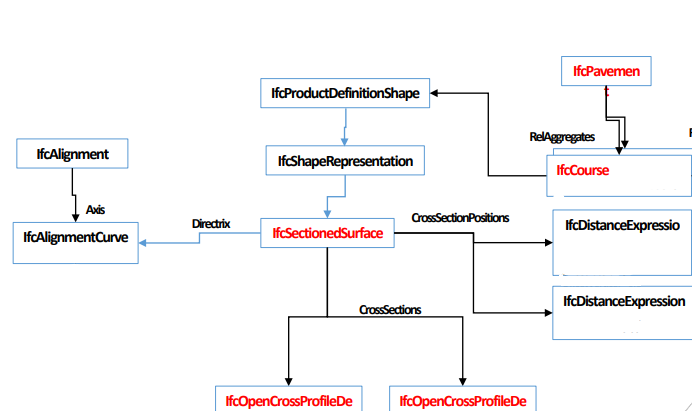 IfcPavemen
t
IfcProductDefinitionShape
RelAggregates
IfcAlignment
IfcShapeRepresentation
IfcCourse
Axis
Directrix
CrossSectionPositions
IfcDistanceExpressio
IfcAlignmentCurve
IfcSectionedSurface
IfcDistanceExpression
CrossSections
IfcOpenCrossProfileDe
IfcOpenCrossProfileDe